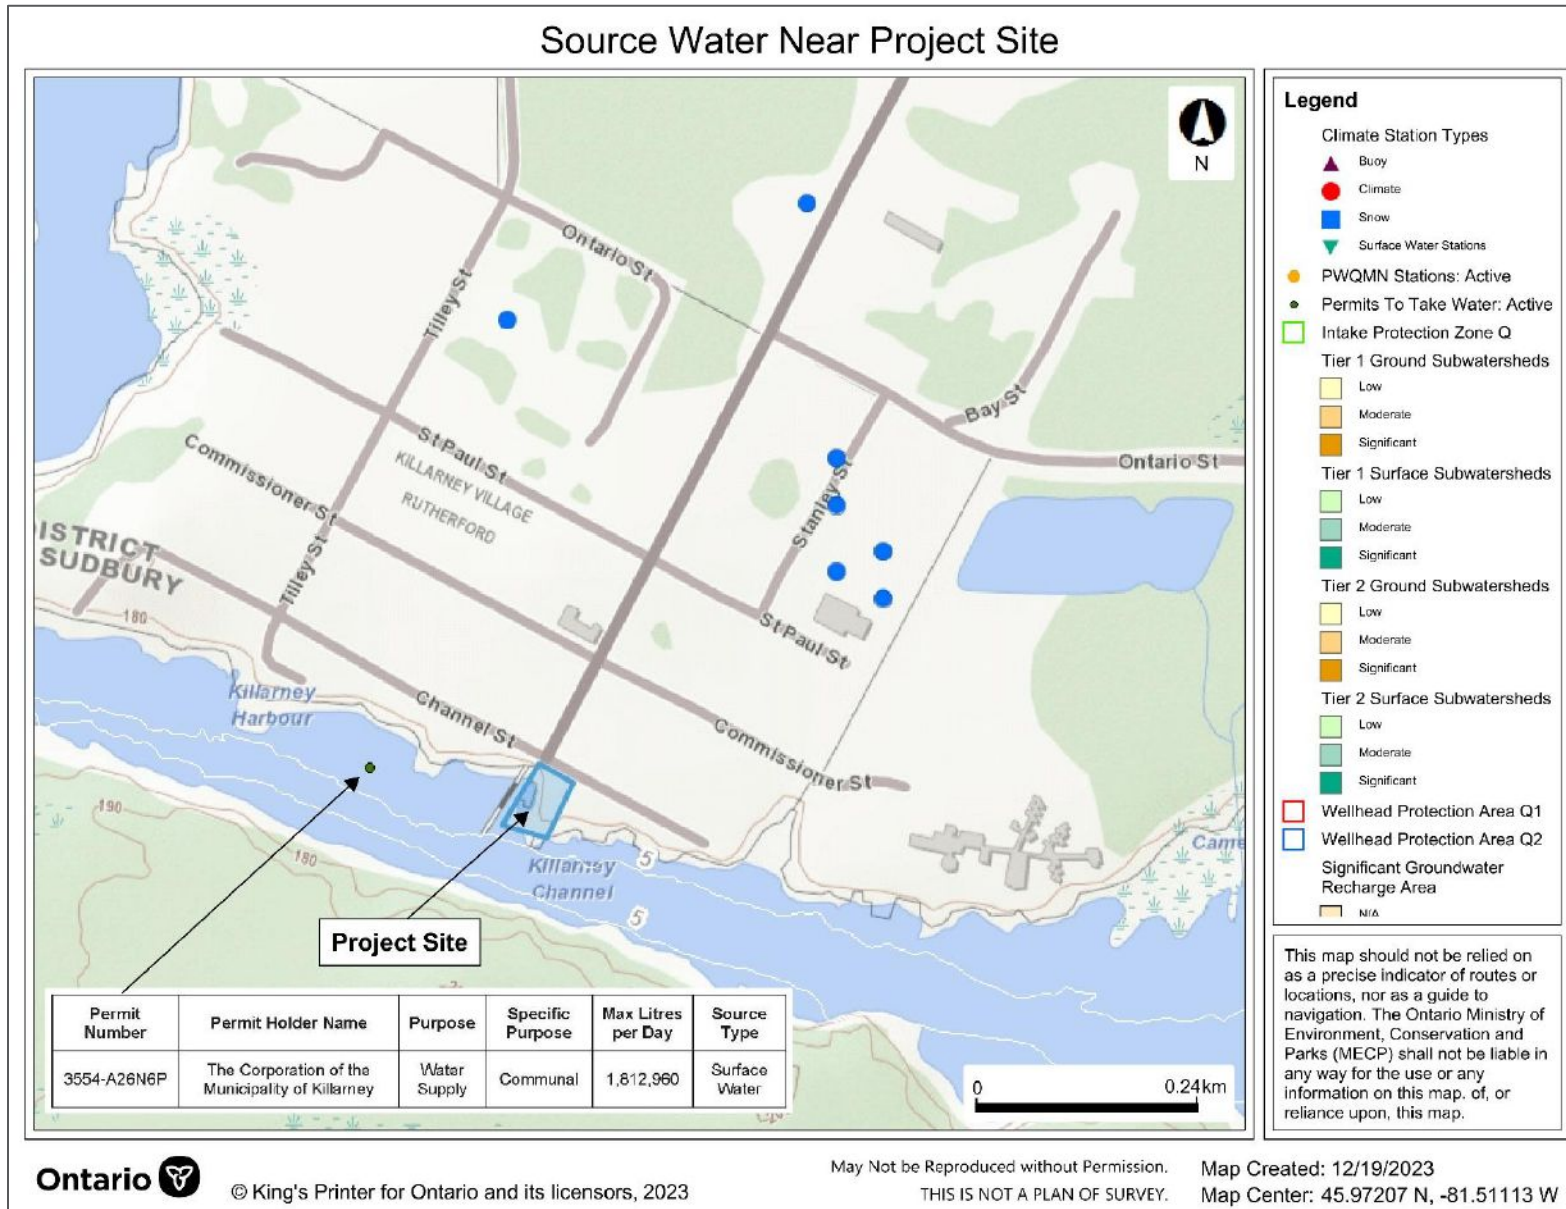 Source Water Near Project Site
N
Ontario St
Tilley St
Bay St
St Paul St
Ontario St
KILLARNEY VILLAGE
RUTHERFORD
Commissioner St
Stanley St
ISTRICT
SUDBURY
Tilley St
180
St Paul St
Killarney
Harbour
Channel St
Commissioner St
190
180
5
Killarney
Channel
5
Came
Project Site
Permit Number
Permit Holder Name
Purpose
Specific Purpose
Max Litres per Day
Source Type
3554-A26N6P
The Corporation of the Municipality of Killarney
Water Supply
Communal
1,812,960
Surface Water
0 0.24km
Legend
Climate Station Types
Buoy
Climate
Snow
Surface Water Stations
PWQMN Stations: Active
Permits To Take Water: Active
Intake Protection Zone Q
Tier 1 Ground Subwatersheds
Low
Moderate
Significant
Tier 1 Surface Subwatersheds
Low
Moderate
Significant
Tier 2 Ground Subwatersheds
Low
Moderate
Significant
Tier 2 Surface Subwatersheds
Low
Moderate
Significant
Wellhead Protection Area Q1
Wellhead Protection Area Q2
Significant Groundwater
Recharge Area
N/A
This map should not be relied on
as a precise indicator of routes or
locations, nor as a guide to
navigation. The Ontario Ministry of
Environment, Conservation and
Parks (MECP) shall not be liable in
any way for the use or any
information on this map. of, or
reliance upon, this map.
Ontario
© King's Printer for Ontario and its licensors, 2023
May Not be Reproduced without Permission.
THIS IS NOT A PLAN OF SURVEY.
Map Created: 12/19/2023
Map Center: 45.97207 N, -81.51113 W